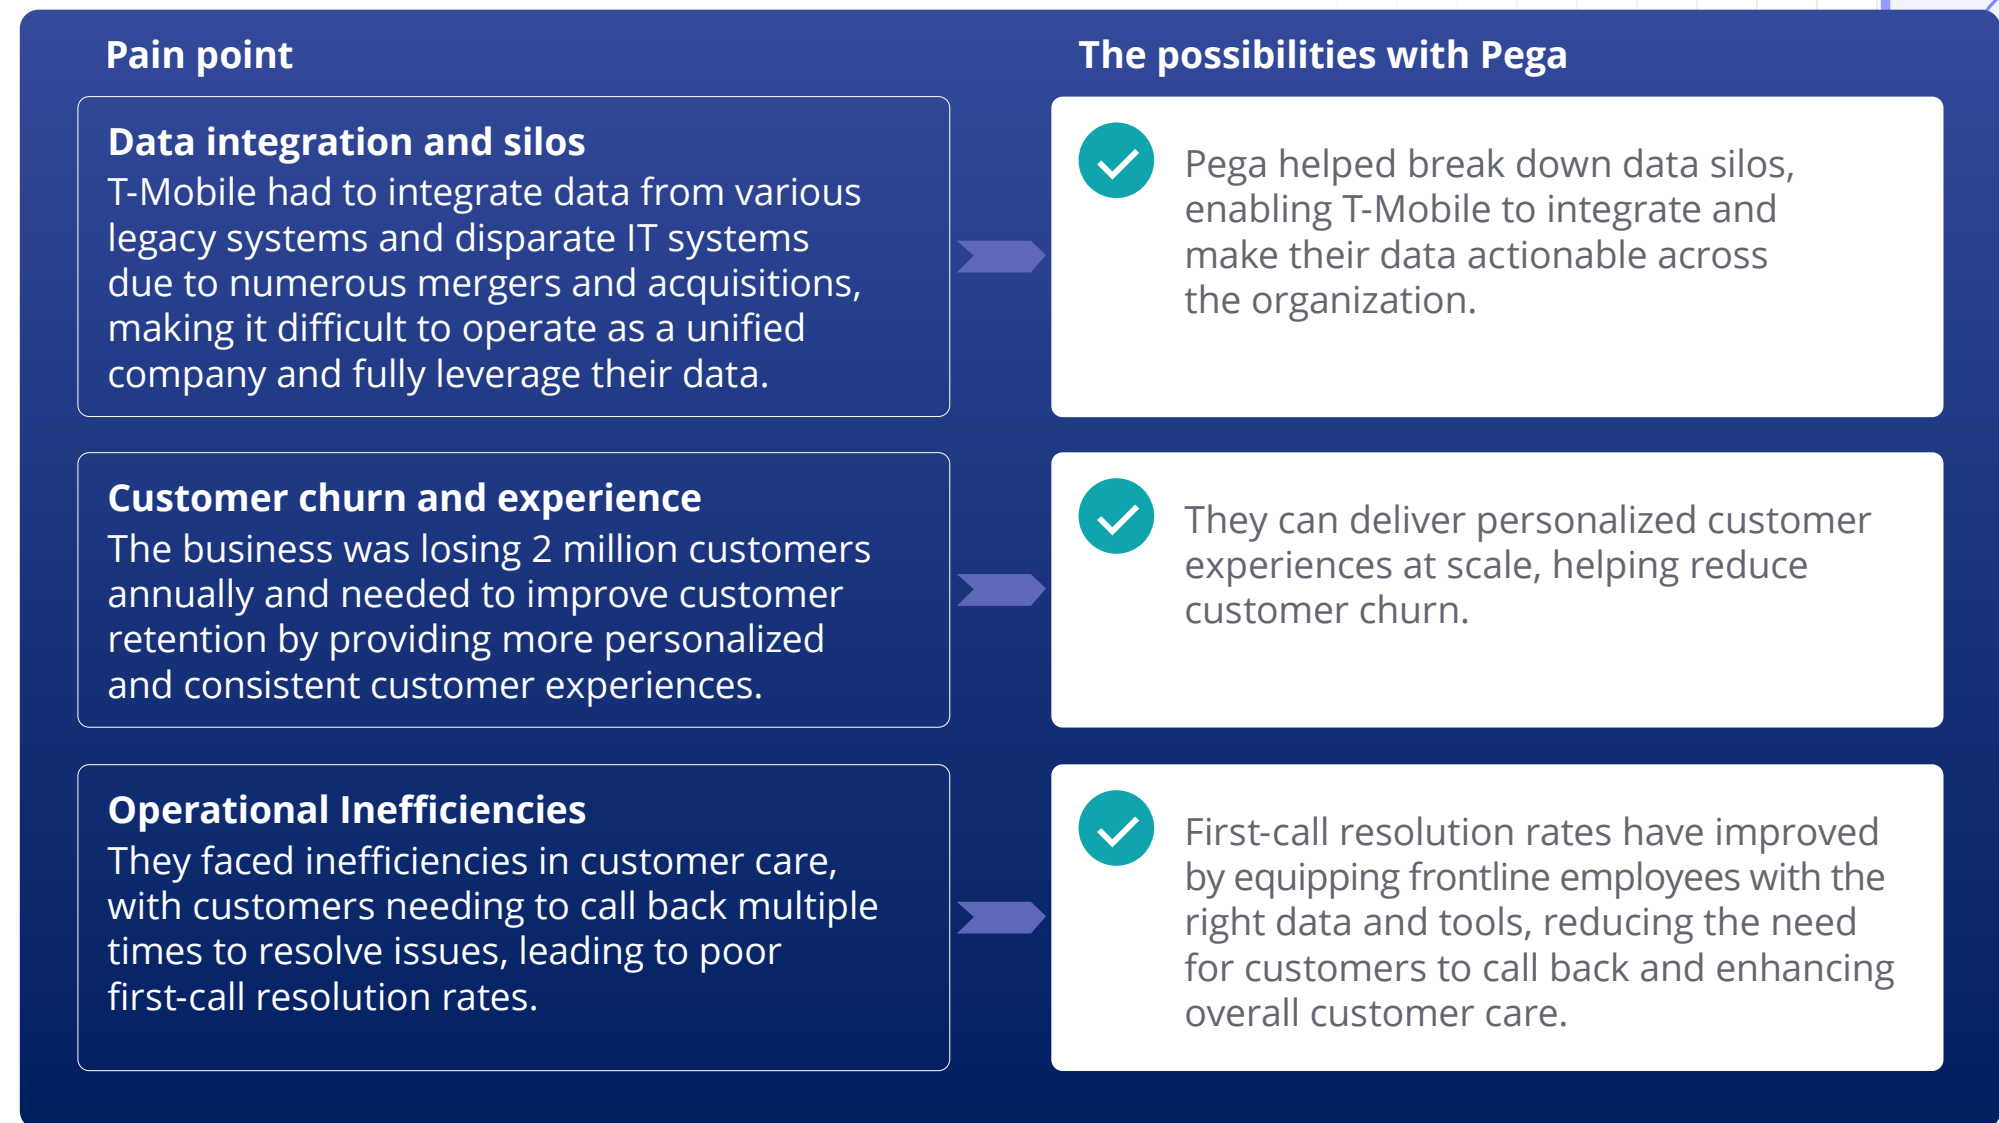 Pain point
The possibilities with Pega
Data integration and silos
T-Mobile had to integrate data from various
legacy systems and disparate IT systems
due to numerous mergers and acquisitions,
making it difficult to operate as a unified
company and fully leverage their data.
Pega helped break down data silos,
enabling T-Mobile to integrate and
make their data actionable across
the organization.
Customer churn and experience
The business was losing 2 million customers
annually and needed to improve customer
retention by providing more personalized
and consistent customer experiences.
They can deliver personalized customer
experiences at scale, helping reduce
customer churn.
Operational Inefficiencies
They faced inefficiencies in customer care,
with customers needing to call back multiple
times to resolve issues, leading to poor
first-call resolution rates.
First-call resolution rates have improved
by equipping frontline employees with the
right data and tools, reducing the need
for customers to call back and enhancing
overall customer care.